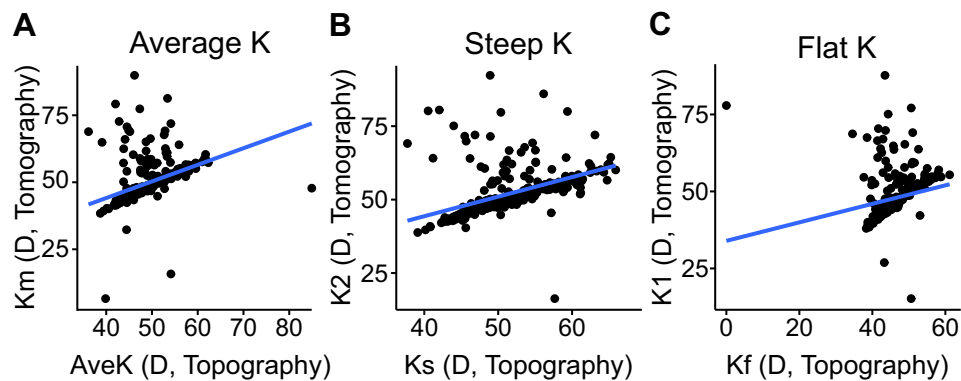 A
Average K
Km (D, Tomography)
75
50
25
40
50
60
70
80
AveK (D, Topography)
B
Steep K
K2 (D, Tomography)
75
50
25
40
50
60
Ks (D, Topography)
C
Flat K
K1 (D, Tomography)
75
50
25
0
20
40
60
Kf (D, Topography)